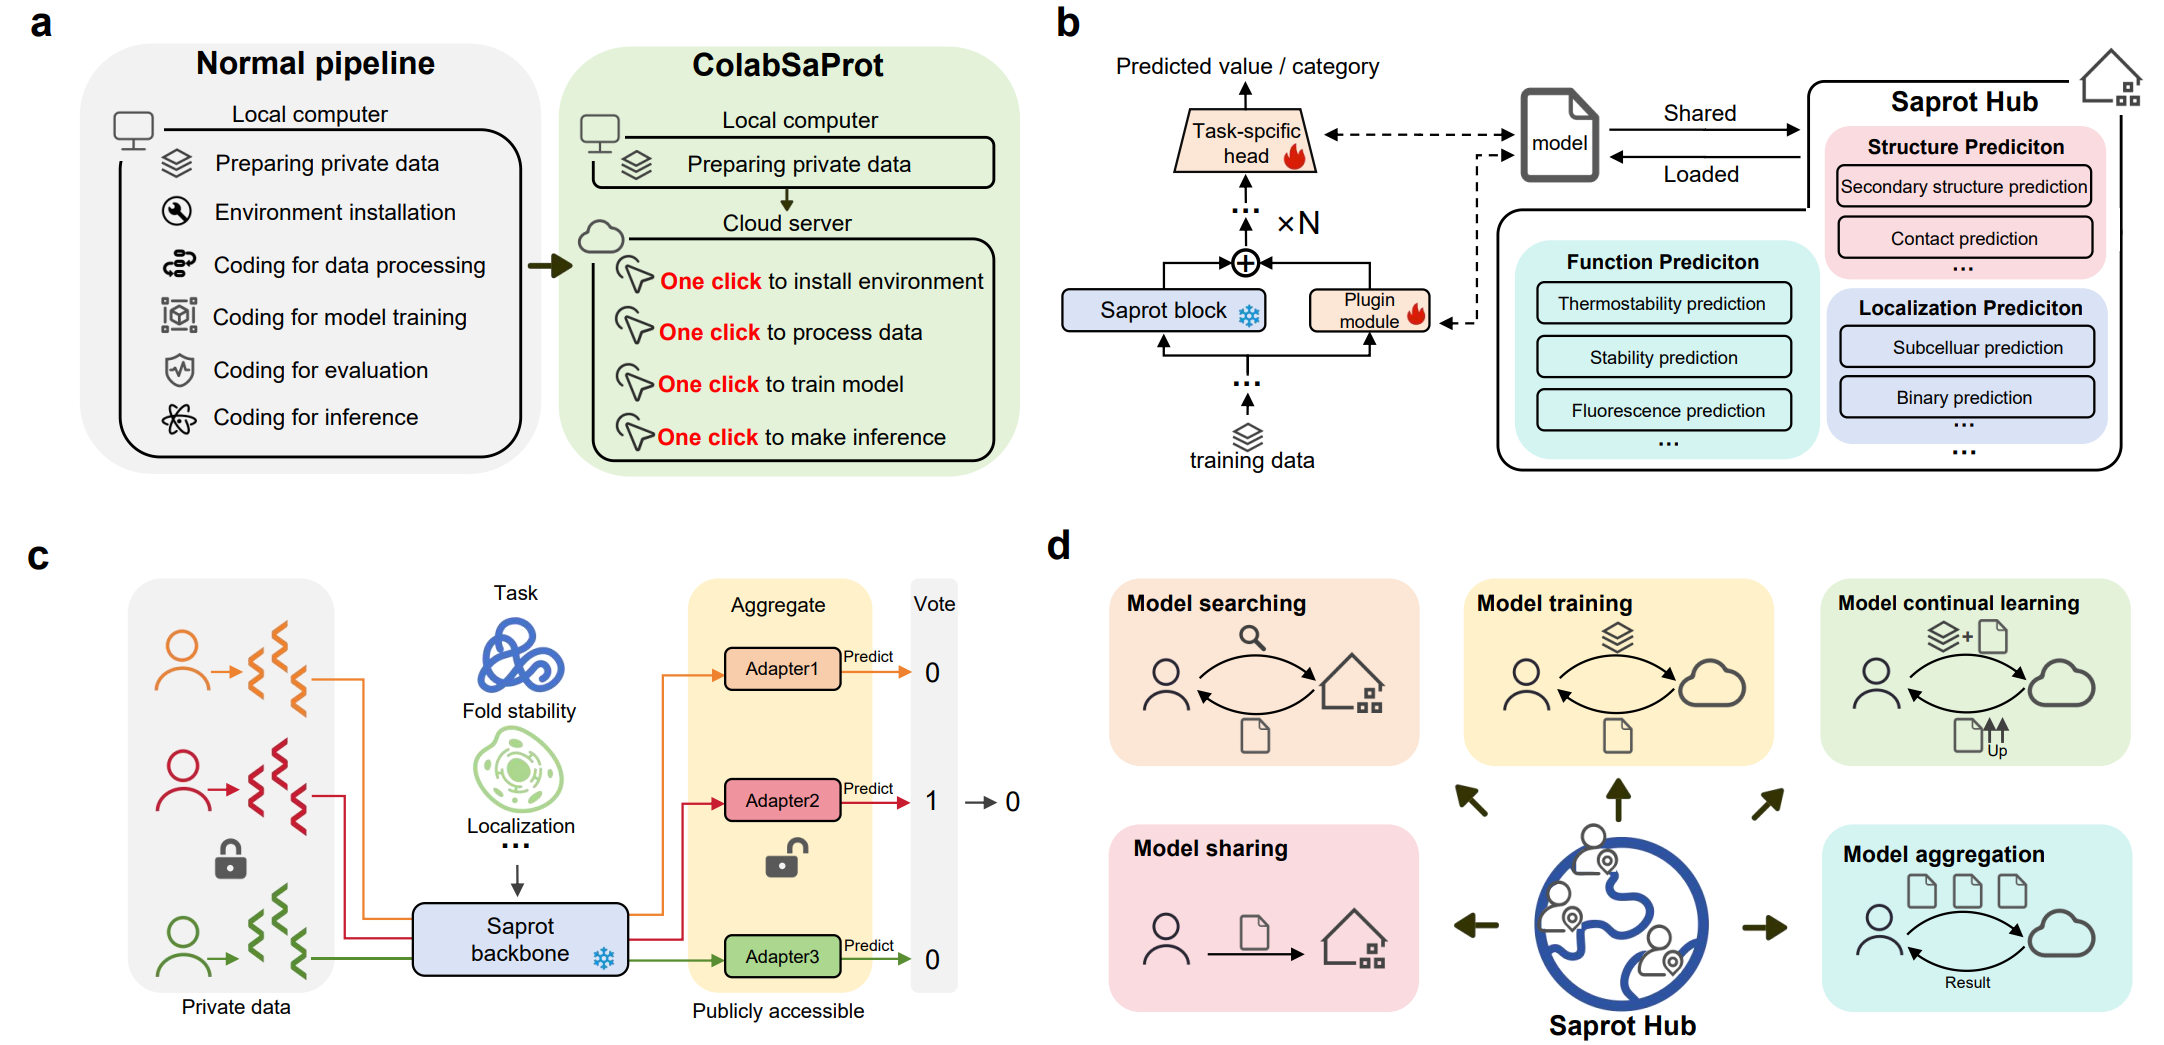 a
Normal pipeline
Local computer
Preparing private data
Environment installation
Coding for data processing
Coding for model training
Coding for evaluation
Coding for inference
ColabSaProt
Local computer
Preparing private data
Cloud server
One click to install environment
One click to process data
One click to train model
One click to make inference
b
Predicted value / category
Task-spcific
head
...
×N
+
Saprot block
Plugin
module
...
training data
model
Shared
Loaded
Saprot Hub
Structure Prediciton
Secondary structure prediction
Contact prediction
...
Function Prediciton
Thermostability prediction
Stability prediction
Fluorescence prediction
...
Localization Prediciton
Subcelluar prediction
Binary prediction
...
...
c
Private data
Task
Fold stability
Localization
...
Saprot
backbone
Aggregate
Adapter1
Adapter2
Adapter3
Publicly accessible
Predict
Predict
Predict
Vote
0
1
0
0
d
Model searching
Model training
Model continual learning
+
Up
Model sharing
Saprot Hub
Model aggregation
Result